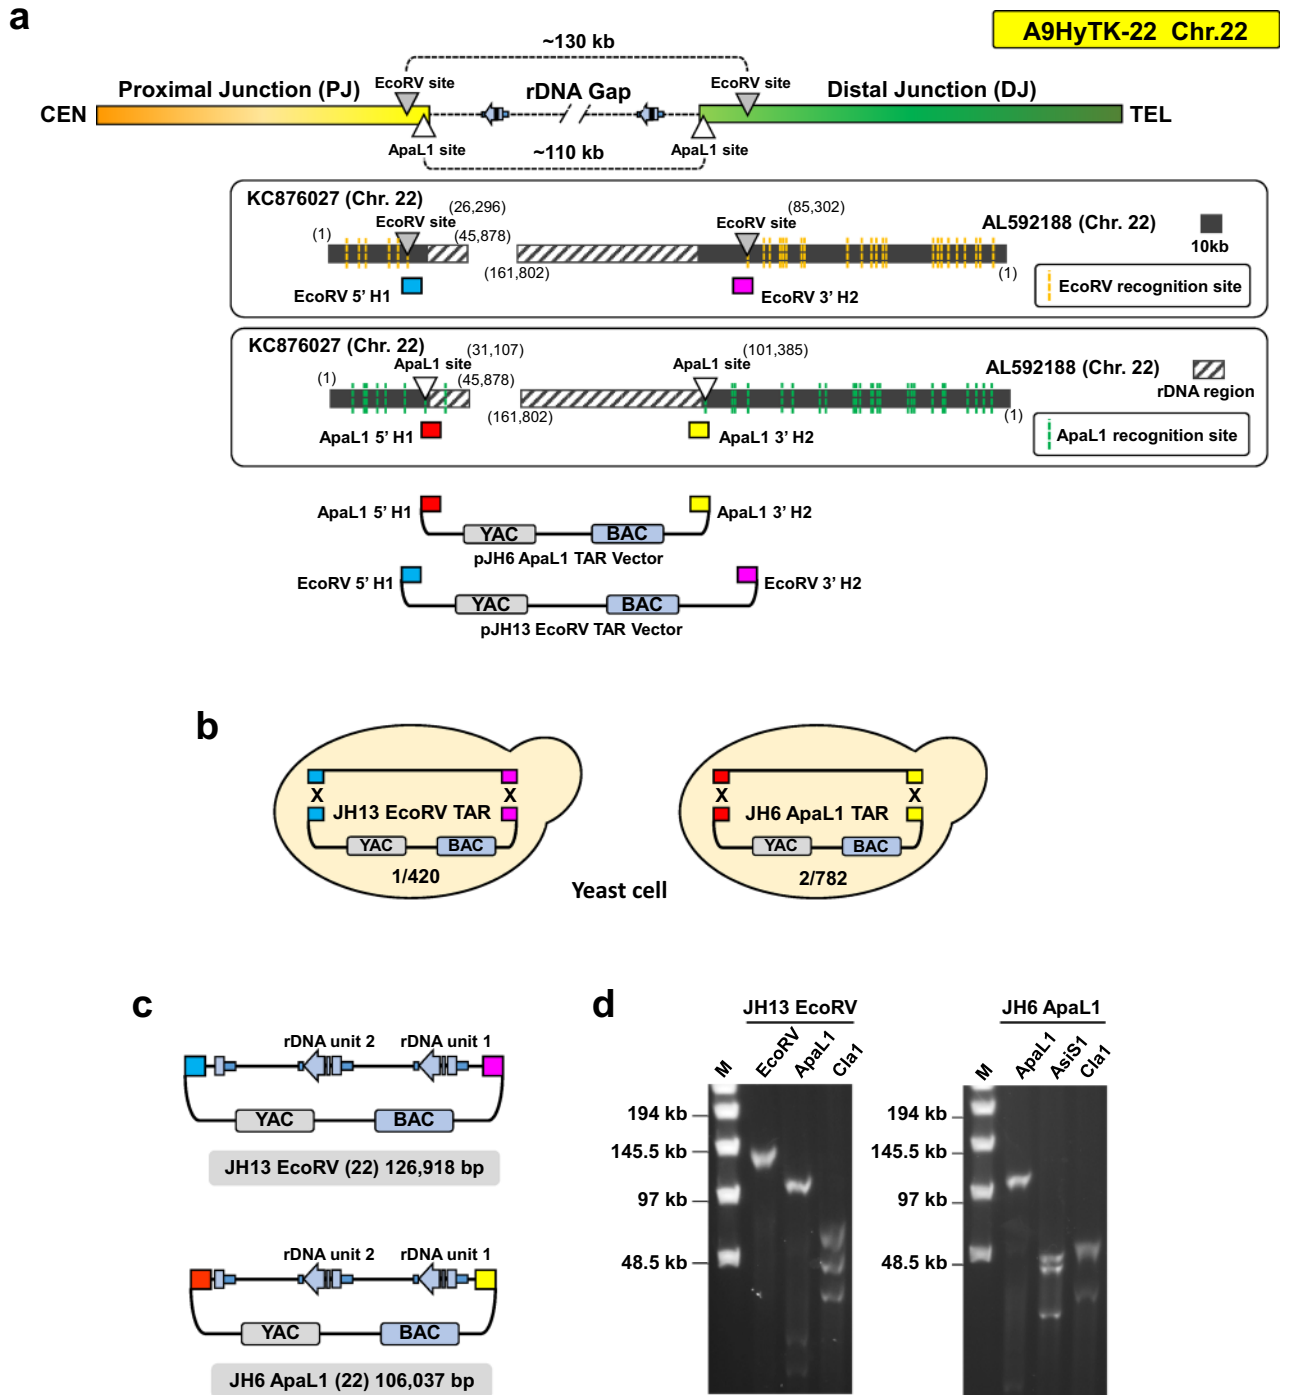 a
A9HyTK-22 Chr.22
~130 kb
Proximal Junction (PJ)
EcoRV site
rDNA Gap
EcoRV site
Distal Junction (DJ)
CEN
TEL
ApaL1 site
~110 kb
ApaL1 site
KC876027 (Chr. 22)
(26,296)
(85,302)
EcoRV site
EcoRV site
AL592188 (Chr. 22)
(1)
(45,878)
10kb
(161,802)
(1)
EcoRV 5’ H1
EcoRV 3’ H2
EcoRV recognition site
KC876027 (Chr. 22)
(31,107)
(101,385)
ApaL1 site
ApaL1 site
AL592188 (Chr. 22)
(1)
(45,878)
rDNA region
(161,802)
(1)
ApaL1 5’ H1
ApaL1 3’ H2
ApaL1 recognition site
ApaL1 5’ H1
ApaL1 3’ H2
YAC
BAC
pJH6 ApaL1 TAR Vector
EcoRV 5’ H1
EcoRV 3’ H2
YAC
BAC
pJH13 EcoRV TAR Vector
b
X
X
JH13 EcoRV TAR
YAC
BAC
1/420
Yeast cell
X
X
JH6 ApaL1 TAR
YAC
BAC
2/782
c
rDNA unit 2
rDNA unit 1
YAC
BAC
JH13 EcoRV (22) 126,918 bp
rDNA unit 2
rDNA unit 1
YAC
BAC
JH6 ApaL1 (22) 106,037 bp
d
JH13 EcoRV
M
EcoRV
ApaL1
Cla1
194 kb
145.5 kb
97 kb
48.5 kb
JH6 ApaL1
M
ApaL1
AsiS1
Cla1
194 kb
145.5 kb
97 kb
48.5 kb